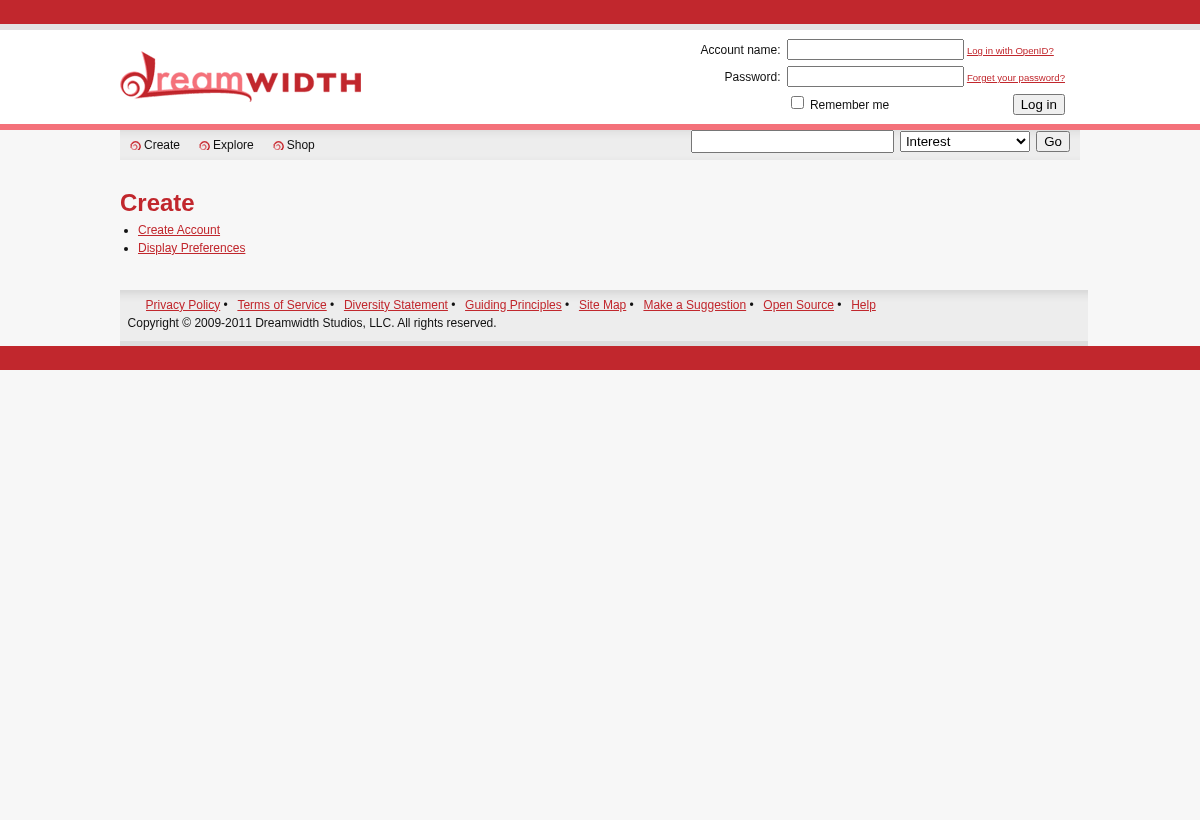 dreamWIDTH
Account name: Log in with OpenID?
Password: Forget your password?
Remember me Log in
Create Explore Shop Interest Go
Create
• Create Account
• Display Preferences
Privacy Policy • Terms of Service • Diversity Statement • Guiding Principles • Site Map • Make a Suggestion • Open Source • Help
Copyright © 2009-2011 Dreamwidth Studios, LLC. All rights reserved.